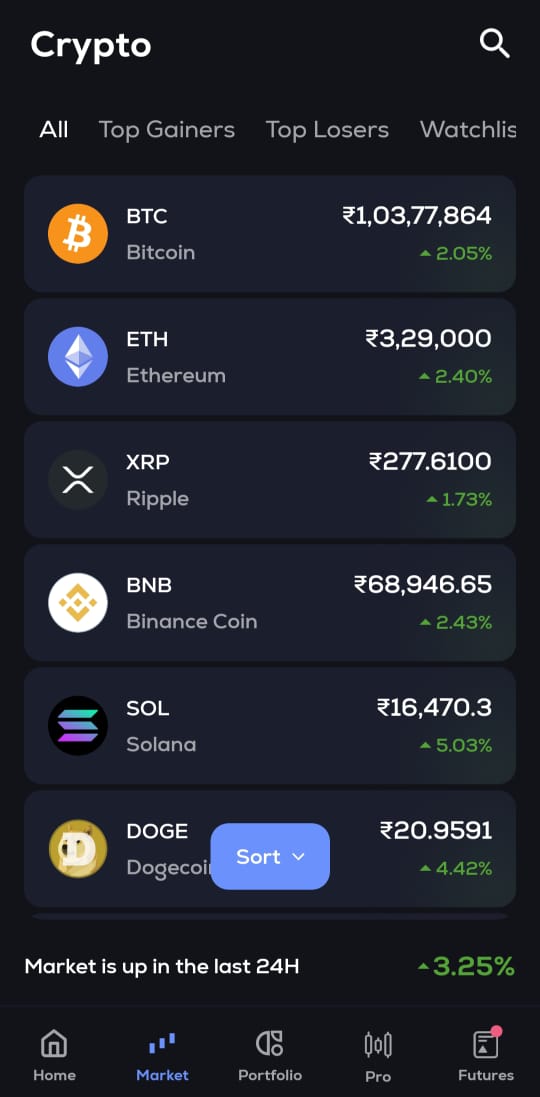 Crypto
All Top Gainers Top Losers Watchlis
BTC ₹1,03,77,864
Bitcoin 2.05%
ETH ₹3,29,000
Ethereum 2.40%
XRP ₹277.6100
Ripple 1.73%
BNB ₹68,946.65
Binance Coin 2.43%
SOL ₹16,470.3
Solana 5.03%
DOGE ₹20.9591
Dogecoi 4.42%
Sort
Market is up in the last 24H 3.25%
Home Market Portfolio Pro Futures